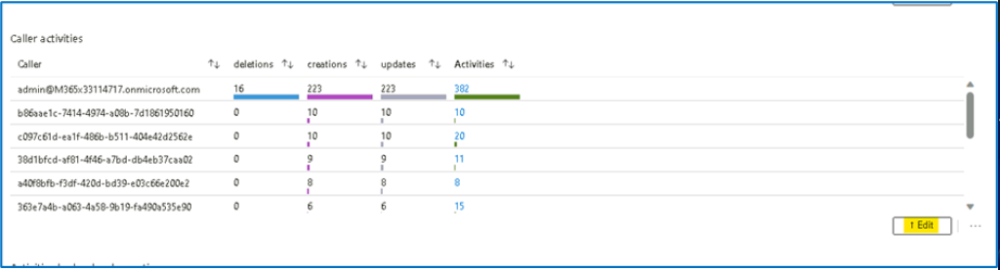 Caller activities
Caller ↑↓ deletions ↑↓ creations ↑↓ updates ↑↓ Activities ↑↓
admin@M365x33114717.onmicrosoft.com 16 223 223 382
b86aae1c-7414-4974-a08b-7d1861950160 0 10 10 10
c097c61d-ea1f-486b-b511-404e42d2562e 0 10 10 20
38d1bfcd-af81-4f46-a7bd-db4eb37caa02 0 9 9 11
a40f8bfb-f3df-420d-bd39-e03c66e200e2 0 8 8 8
363e7a4b-a063-4a58-9b19-fa490a535e90 0 6 6 15
↑ Edit ...